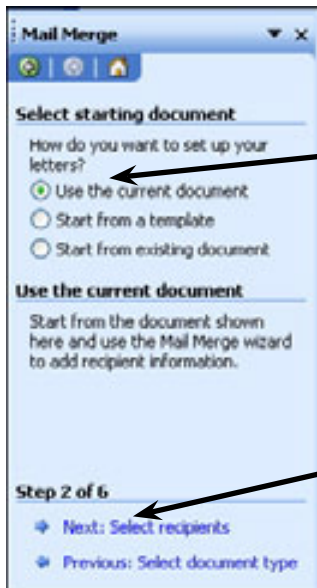 Mail Merge
Select starting document
How do you want to set up your
letters?
Use the current document
Start from a template
Start from existing document
Use the current document
Start from the document shown
here and use the Mail Merge wizard
to add recipient information.
Step 2 of 6
Next: Select recipients
Previous: Select document type